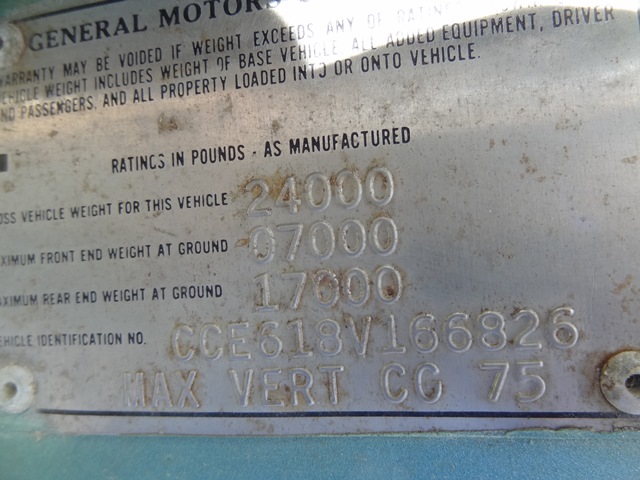 GENERAL MOTORS
WARRANTY MAY BE VOIDED IF WEIGHT EXCEEDS ANY OF RATINGS
VEHICLE WEIGHT INCLUDES WEIGHT OF BASE VEHICLE, ALL ADDED EQUIPMENT, DRIVER
AND PASSENGERS, AND ALL PROPERTY LOADED INTO OR ONTO VEHICLE.
RATINGS IN POUNDS - AS MANUFACTURED
OSS VEHICLE WEIGHT FOR THIS VEHICLE 24000
XIMUM FRONT END WEIGHT AT GROUND 07000
AXIMUM REAR END WEIGHT AT GROUND 17000
VEHICLE IDENTIFICATION NO. CCE618V166826
MAX VERT CG 75